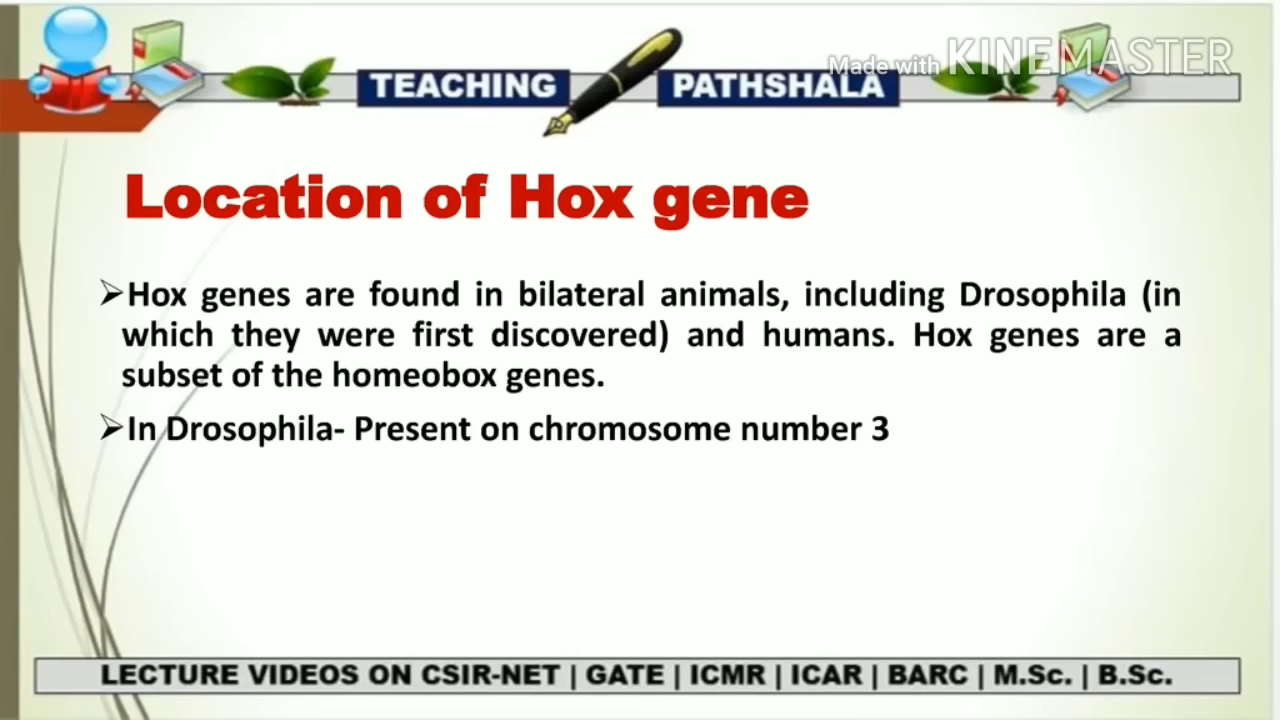 TEACHING PATHSHALA
Made with KINEMASTER
Location of Hox gene
➢Hox genes are found in bilateral animals, including Drosophila (in
which they were first discovered) and humans. Hox genes are a
subset of the homeobox genes.
➢In Drosophila- Present on chromosome number 3
LECTURE VIDEOS ON CSIR-NET | GATE | ICMR | ICAR | BARC | M.Sc. | B.Sc.